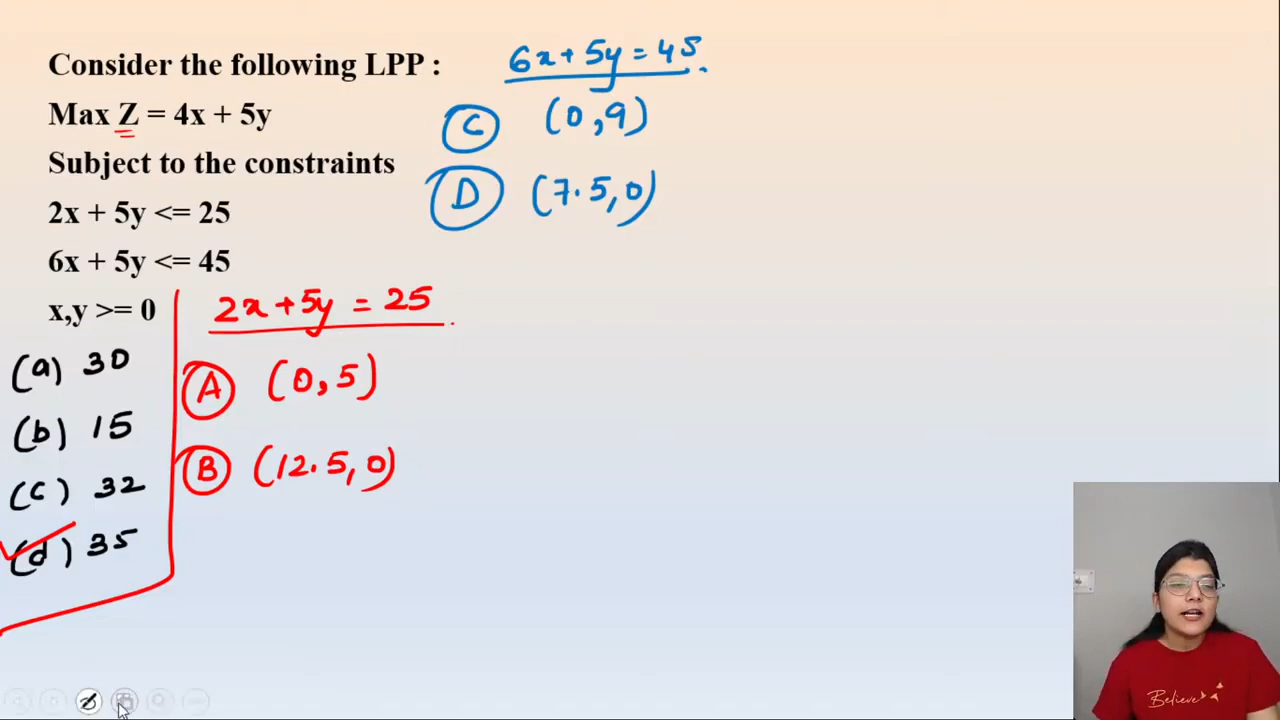 Consider the following LPP :
Max Z = 4x + 5y
Subject to the constraints
2x + 5y <= 25
6x + 5y <= 45
x,y >= 0
(a) 30
(b) 15
(c) 32
(d) 35
2x + 5y = 25
A (0, 5)
B (12.5, 0)
6x + 5y = 45
C (0, 9)
D (7.5, 0)
Believe